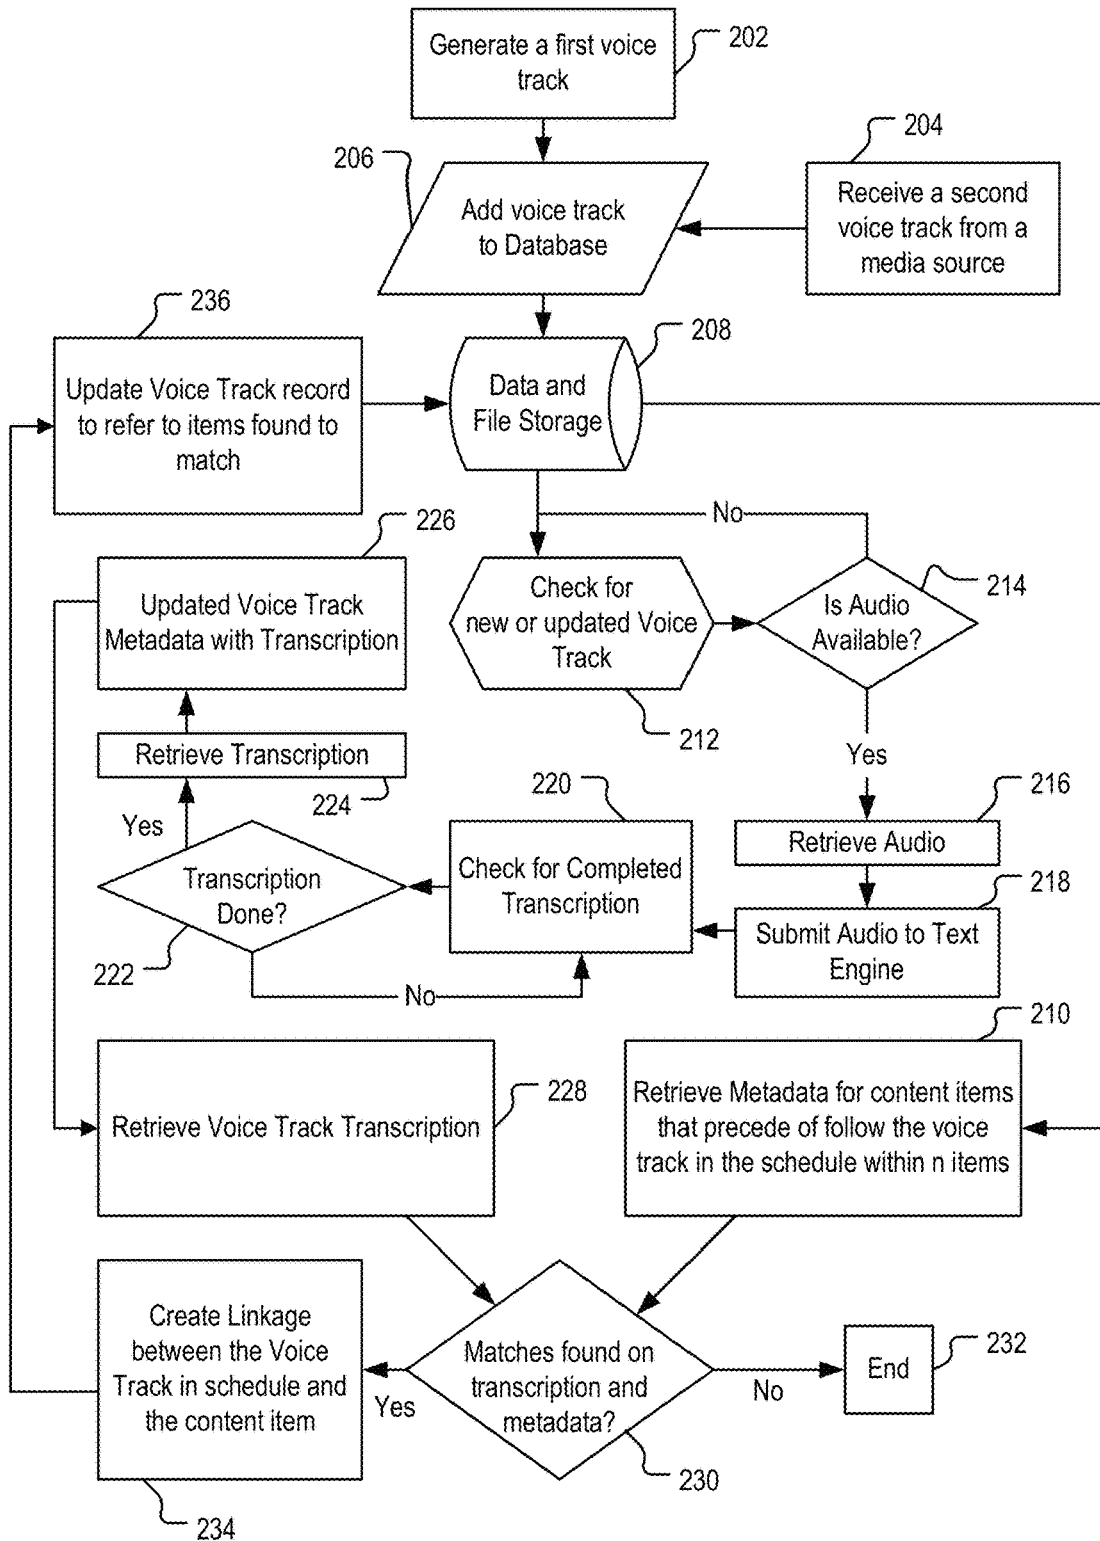 Generate a first voice
track
202
204
206
Add voice track
to Database
Receive a second
voice track from a
media source
236
208
Update Voice Track record
to refer to items found to
match
Data and
File Storage
226
No
214
Updated Voice Track
Metadata with Transcription
Check for
new or updated Voice
Track
Is Audio
Available?
212
Retrieve Transcription
Yes
224
220
216
Yes
Retrieve Audio
Transcription
Done?
Check for Completed
Transcription
218
Submit Audio to Text
Engine
222
No
210
228
Retrieve Voice Track Transcription
Retrieve Metadata for content items
that precede of follow the voice
track in the schedule within n items
Create Linkage
between the Voice
Track in schedule and
the content item
Matches found on
transcription and
metadata?
End
232
Yes
No
230
234